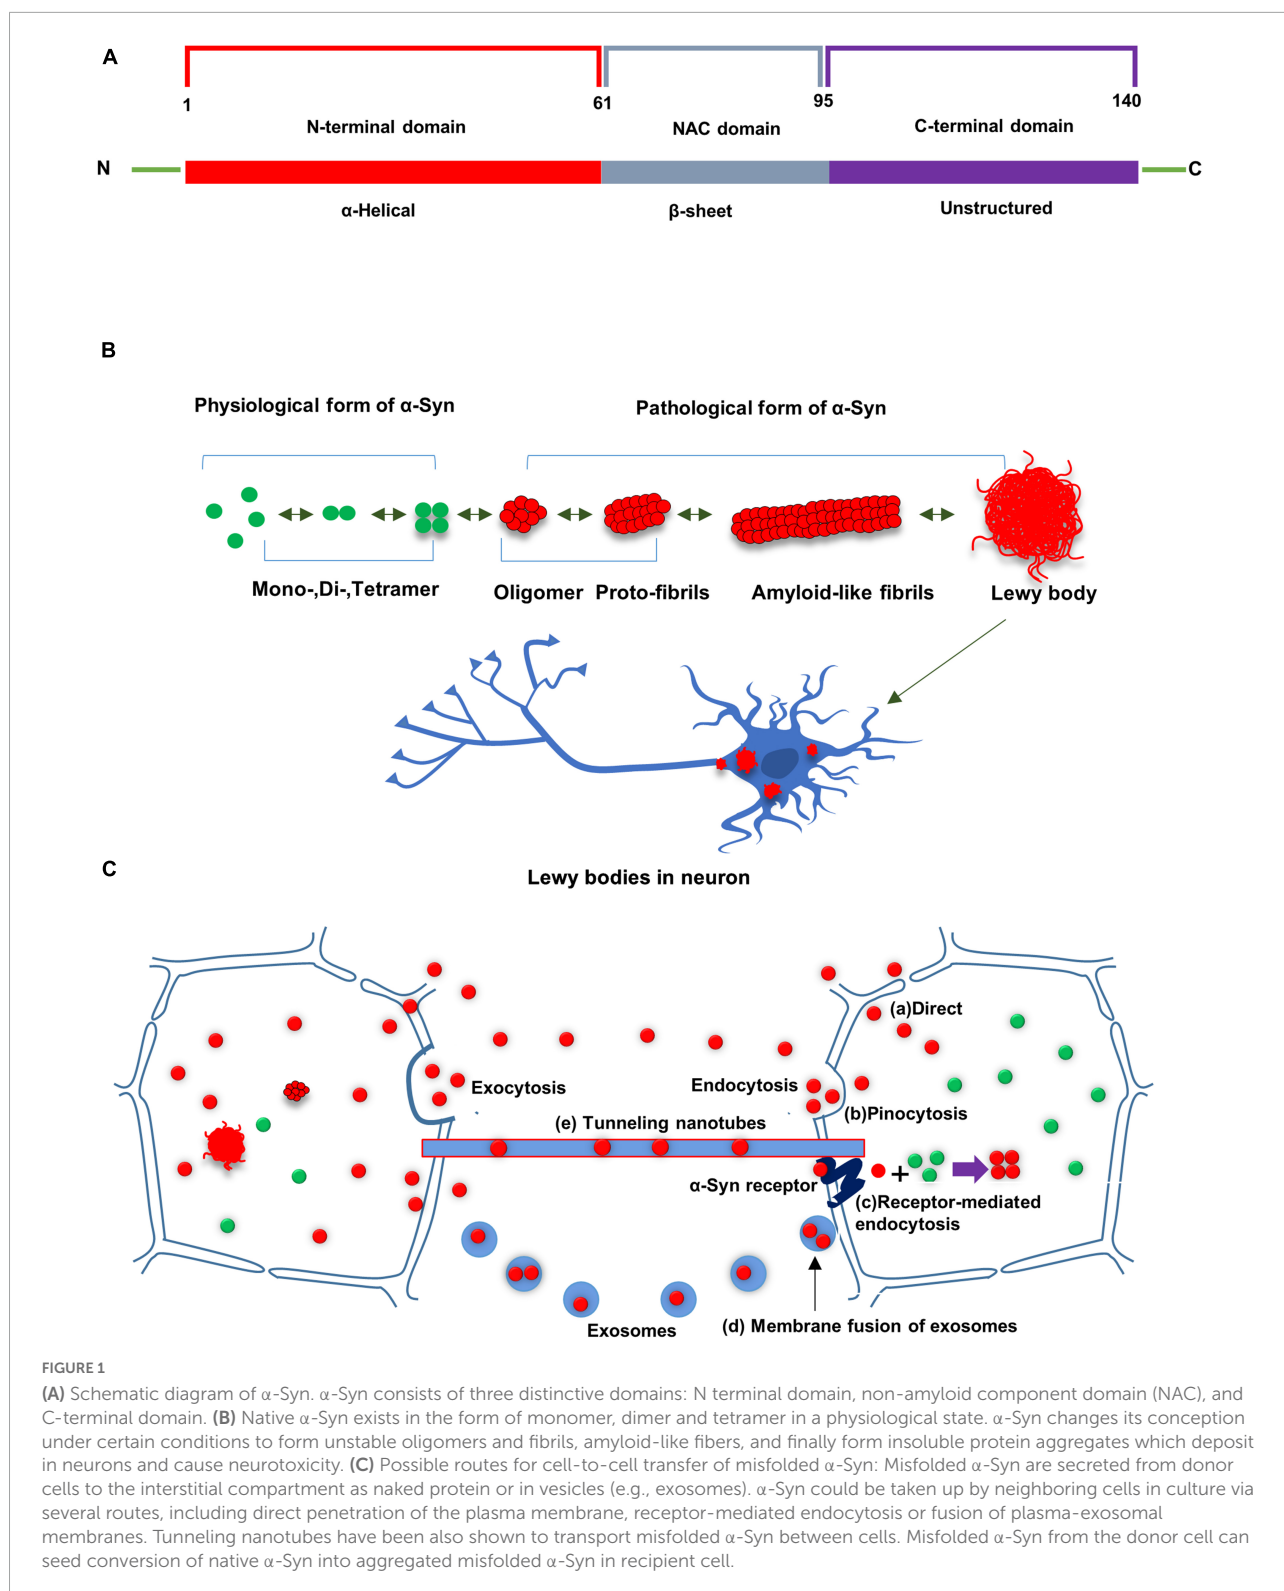 A
1
61
95
140
N-terminal domain
NAC domain
C-terminal domain
N
C
α-Helical
β-sheet
Unstructured
B
Physiological form of α-Syn
Pathological form of α-Syn
Mono-,Di-,Tetramer
Oligomer
Proto-fibrils
Amyloid-like fibrils
Lewy body
Lewy bodies in neuron
C
(a)Direct
Exocytosis
Endocytosis
(b)Pinocytosis
(e) Tunneling nanotubes
α-Syn receptor
+
(c)Receptor-mediated
endocytosis
Exosomes
(d) Membrane fusion of exosomes
FIGURE 1
(A) Schematic diagram of α-Syn. α-Syn consists of three distinctive domains: N terminal domain, non-amyloid component domain (NAC), and
C-terminal domain. (B) Native α-Syn exists in the form of monomer, dimer and tetramer in a physiological state. α-Syn changes its conception
under certain conditions to form unstable oligomers and fibrils, amyloid-like fibers, and finally form insoluble protein aggregates which deposit
in neurons and cause neurotoxicity. (C) Possible routes for cell-to-cell transfer of misfolded α-Syn: Misfolded α-Syn are secreted from donor
cells to the interstitial compartment as naked protein or in vesicles (e.g., exosomes). α-Syn could be taken up by neighboring cells in culture via
several routes, including direct penetration of the plasma membrane, receptor-mediated endocytosis or fusion of plasma-exosomal
membranes. Tunneling nanotubes have been also shown to transport misfolded α-Syn between cells. Misfolded α-Syn from the donor cell can
seed conversion of native α-Syn into aggregated misfolded α-Syn in recipient cell.